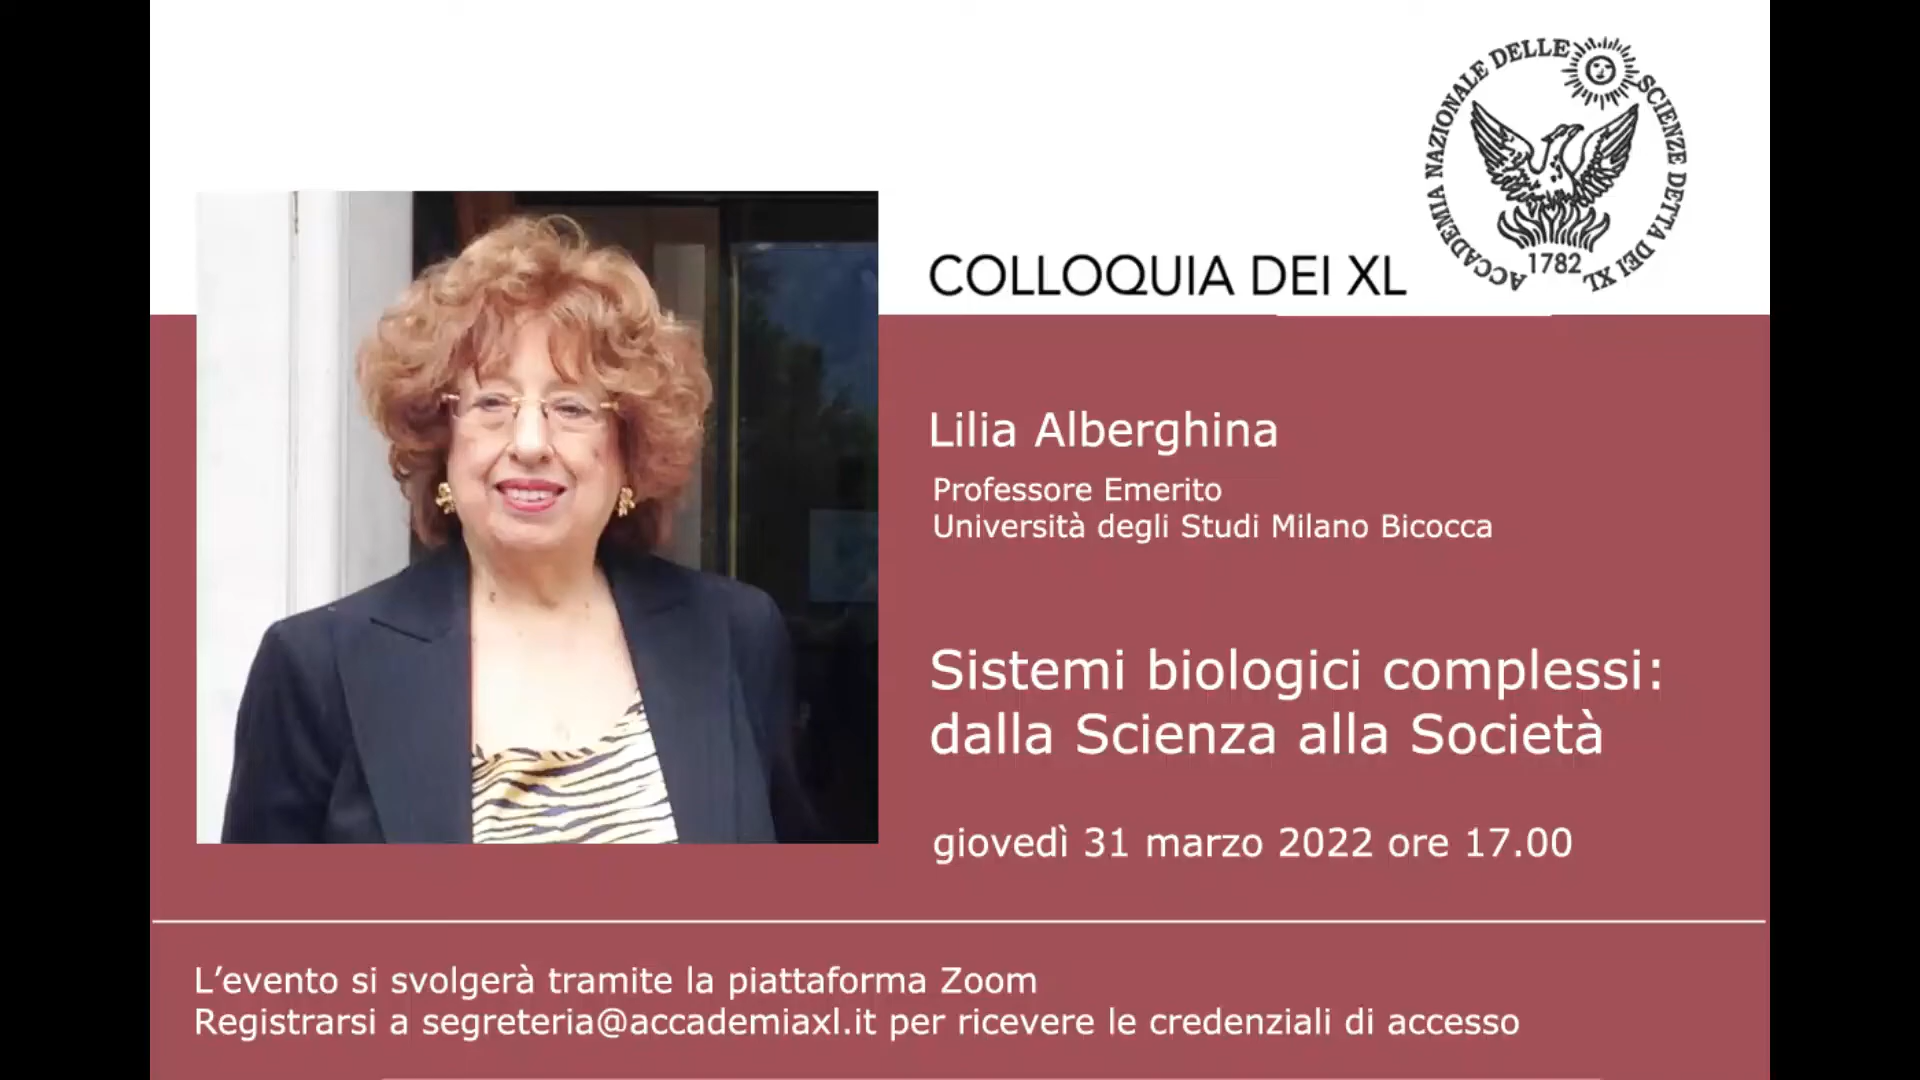 ACCADEMIA NAZIONALE DELLE SCIENZE DETTA DEI XL
1782
COLLOQUIA DEI XL
Lilia Alberghina
Professore Emerito
Università degli Studi Milano Bicocca
Sistemi biologici complessi:
dalla Scienza alla Società
giovedì 31 marzo 2022 ore 17.00
L’evento si svolgerà tramite la piattaforma Zoom
Registrarsi a segreteria@accademiaxl.it per ricevere le credenziali di accesso